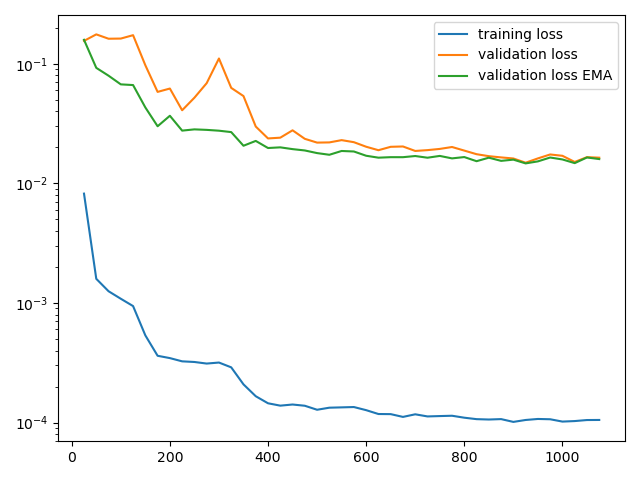 training loss
validation loss
validation loss EMA
10⁻¹
10⁻²
10⁻³
10⁻⁴
0 200 400 600 800 1000